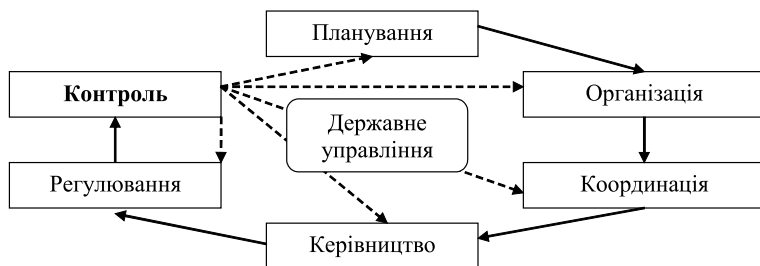 Планування
Контроль
Організація
Державне
управління
Регулювання
Координація
Керівництво